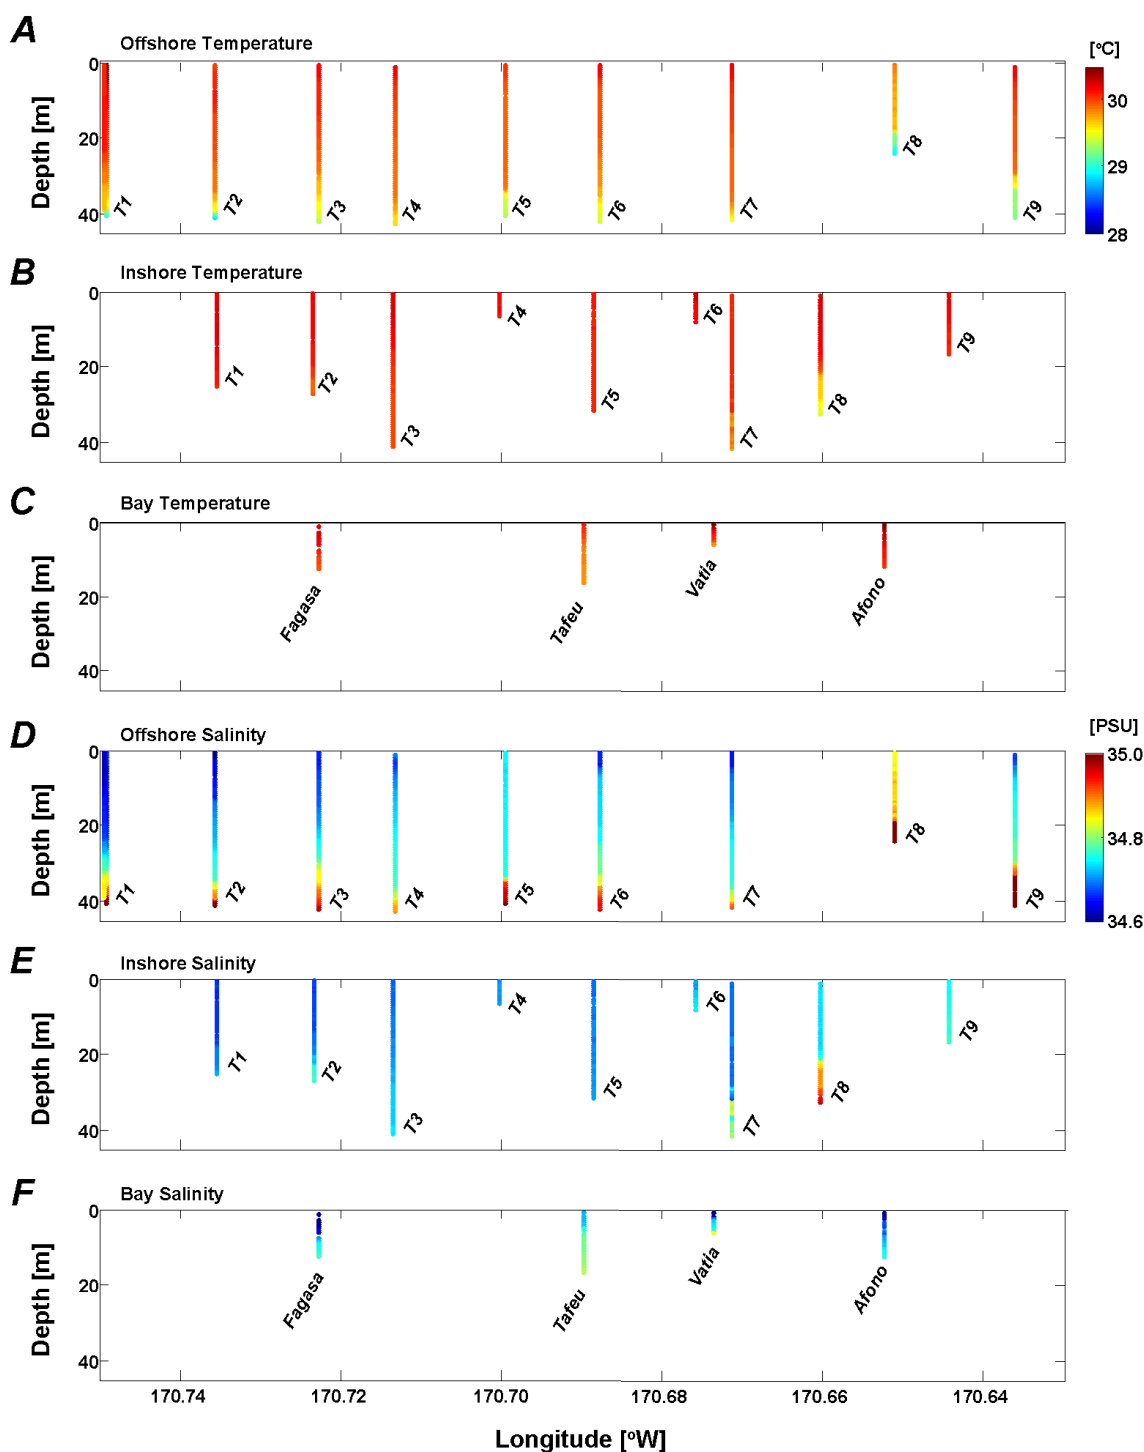 A
Offshore Temperature
[°C]
0
20
40
Depth [m]
T1
T2
T3
T4
T5
T6
T7
T8
T9
30
29
28
B
Inshore Temperature
0
20
40
Depth [m]
T1
T2
T3
T4
T5
T6
T7
T8
T9
C
Bay Temperature
0
20
40
Depth [m]
Fagasa
Tafeu
Vatia
Afono
D
Offshore Salinity
[PSU]
0
20
40
Depth [m]
T1
T2
T3
T4
T5
T6
T7
T8
T9
35.0
34.8
34.6
E
Inshore Salinity
0
20
40
Depth [m]
T1
T2
T3
T4
T5
T6
T7
T8
T9
F
Bay Salinity
0
20
40
Depth [m]
Fagasa
Tafeu
Vatia
Afono
170.74 170.72 170.70 170.68 170.66 170.64
Longitude [°W]